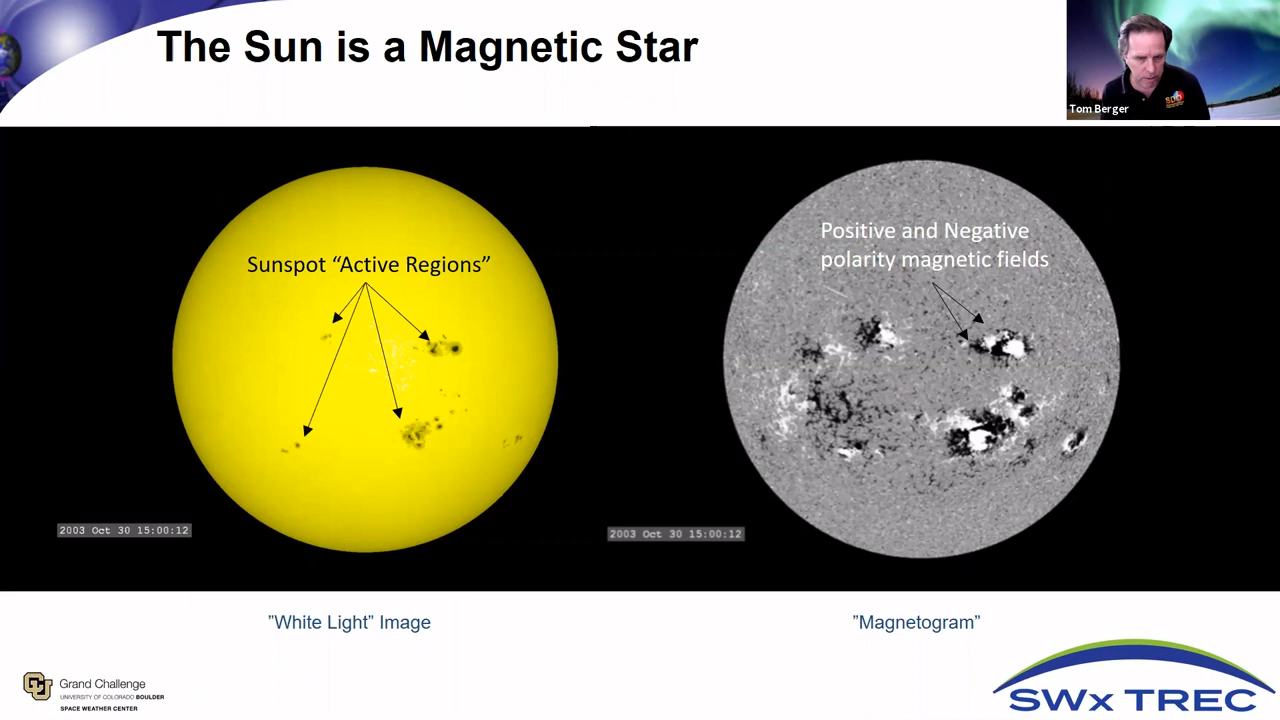 The Sun is a Magnetic Star
Tom Berger
Sunspot “Active Regions”
Positive and Negative
polarity magnetic fields
2003 Oct 30 15:00:12
2003 Oct 30 15:00:12
”White Light” Image
”Magnetogram”
CU
Grand Challenge
UNIVERSITY OF COLORADO BOULDER
SPACE WEATHER CENTER
SWx TREC